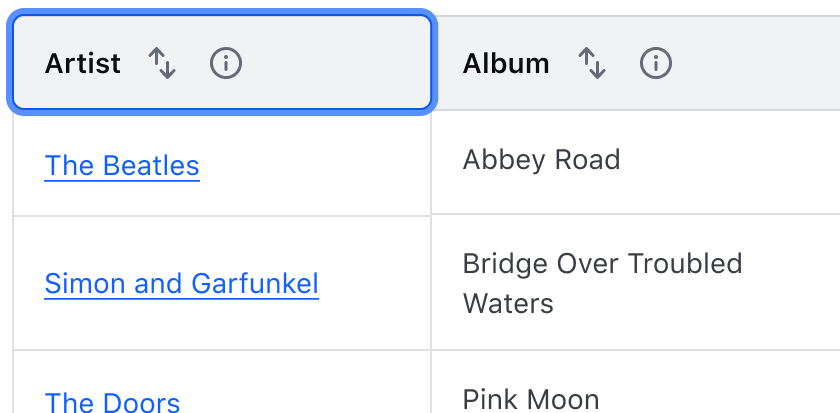 Artist
Album
The Beatles
Abbey Road
Simon and Garfunkel
Bridge Over Troubled
Waters
The Doors
Pink Moon